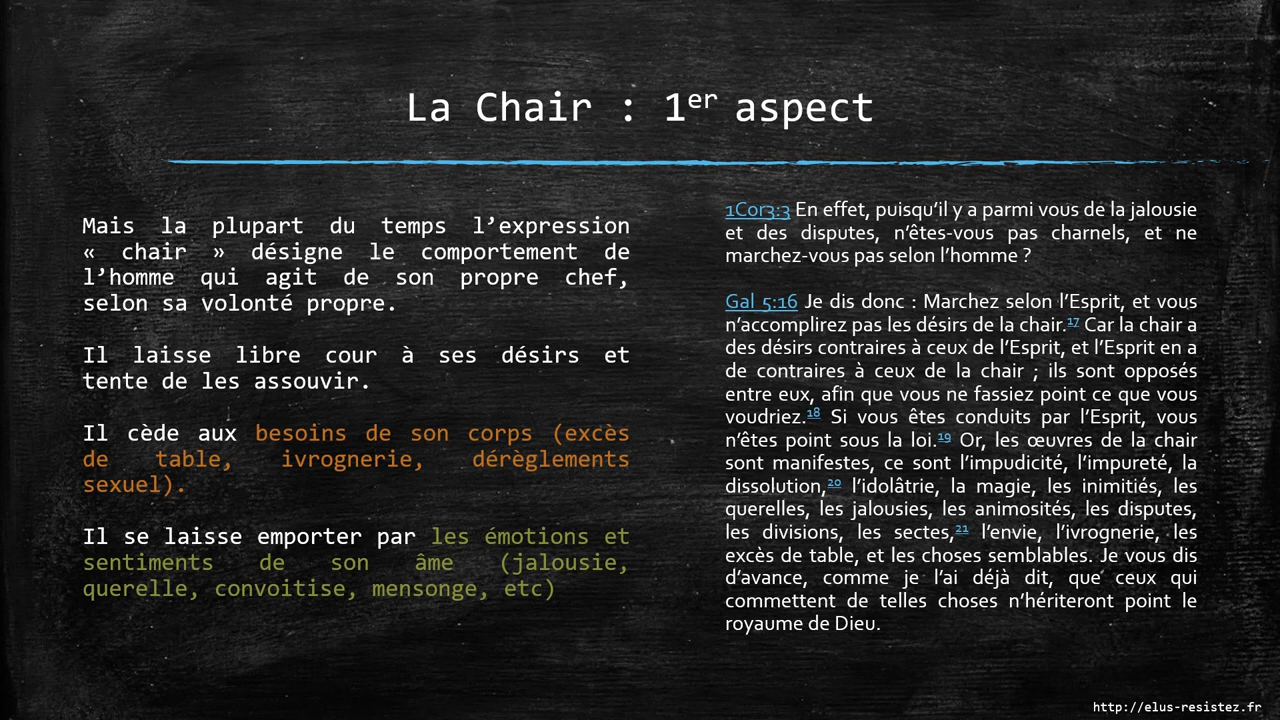 La Chair : 1er aspect
Mais la plupart du temps l’expression
« chair » désigne le comportement de
l’homme qui agit de son propre chef,
selon sa volonté propre.
Il laisse libre cour à ses désirs et
tente de les assouvir.
Il cède aux besoins de son corps (excès
de table, ivrognerie, dérèglements
sexuel).
Il se laisse emporter par les émotions et
sentiments de son âme (jalousie,
querelle, convoitise, mensonge, etc)
1Cor3:3 En effet, puisqu’il y a parmi vous de la jalousie
et des disputes, n’êtes-vous pas charnels, et ne
marchez-vous pas selon l’homme ?
Gal 5:16 Je dis donc : Marchez selon l’Esprit, et vous
n’accomplirez pas les désirs de la chair.17 Car la chair a
des désirs contraires à ceux de l’Esprit, et l’Esprit en a
de contraires à ceux de la chair ; ils sont opposés
entre eux, afin que vous ne fassiez point ce que vous
voudriez.18 Si vous êtes conduits par l’Esprit, vous
n’êtes point sous la loi.19 Or, les œuvres de la chair
sont manifestes, ce sont l’impudicité, l’impureté, la
dissolution,20 l’idolâtrie, la magie, les inimitiés, les
querelles, les jalousies, les animosités, les disputes,
les divisions, les sectes,21 l’envie, l’ivrognerie, les
excès de table, et les choses semblables. Je vous dis
d’avance, comme je l’ai déjà dit, que ceux qui
commettent de telles choses n’hériteront point le
royaume de Dieu.
http://elus-resistez.fr